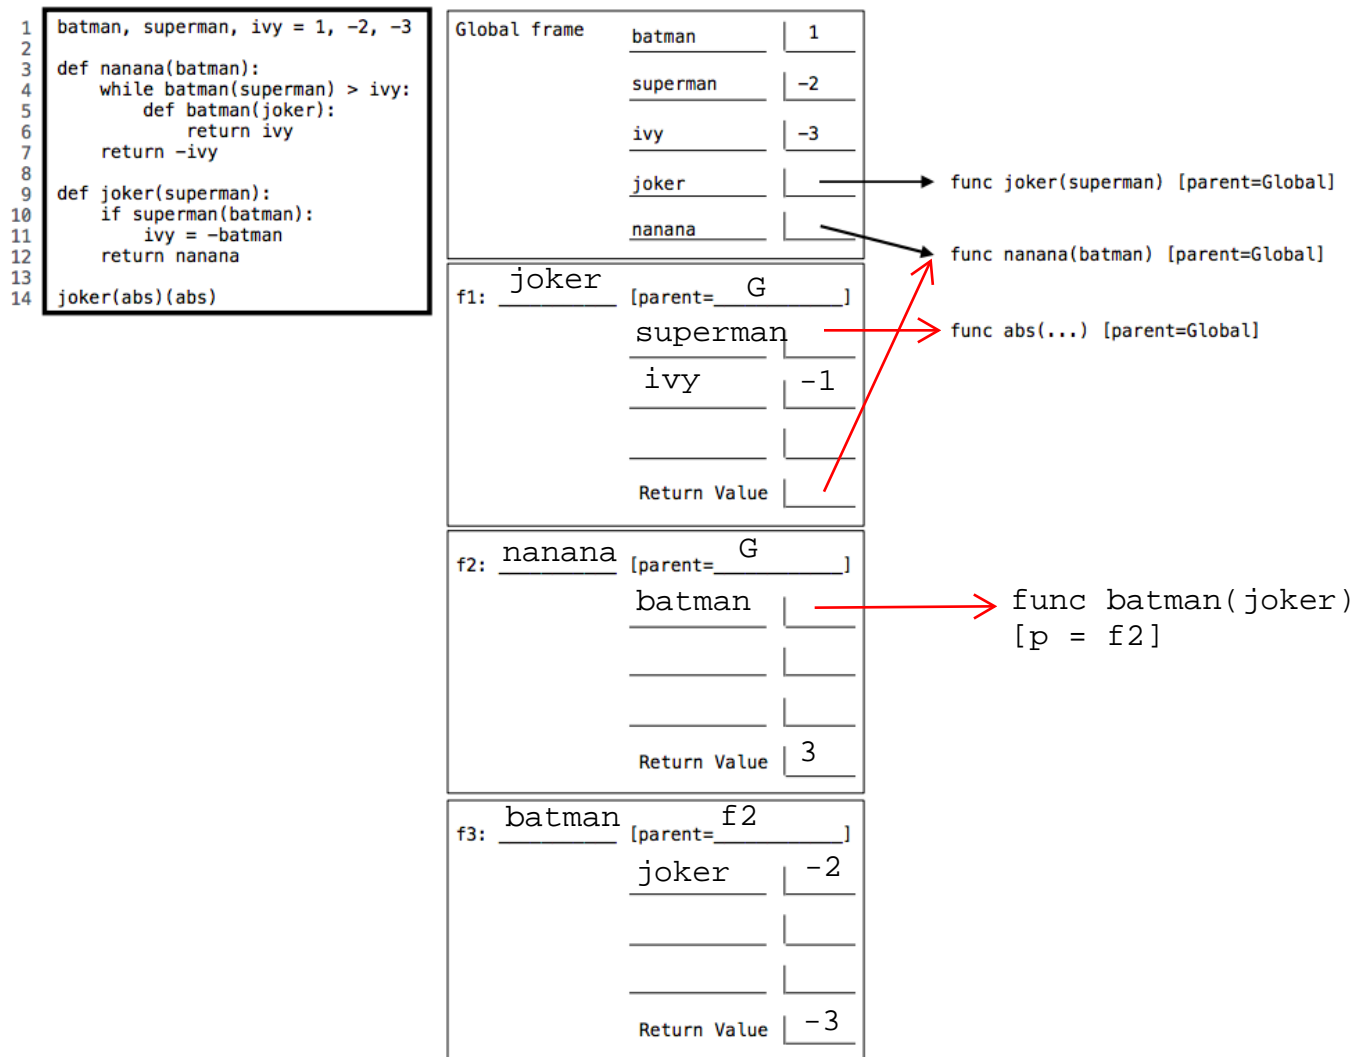 1 batman, superman, ivy = 1, -2, -3
2
3 def nanana(batman):
4     while batman(superman) > ivy:
5         def batman(joker):
6             return ivy
7     return -ivy
8
9 def joker(superman):
10     if superman(batman):
11         ivy = -batman
12     return nanana
13
14 joker(abs)(abs)
Global frame
batman 1
superman -2
ivy -3
joker
func joker(superman) [parent=Global]
nanana
func nanana(batman) [parent=Global]
f1: joker [parent= G ]
superman
func abs(...) [parent=Global]
ivy -1
Return Value
f2: nanana [parent= G ]
batman
func batman(joker)
[p = f2]
Return Value 3
f3: batman [parent= f2 ]
joker -2
Return Value -3